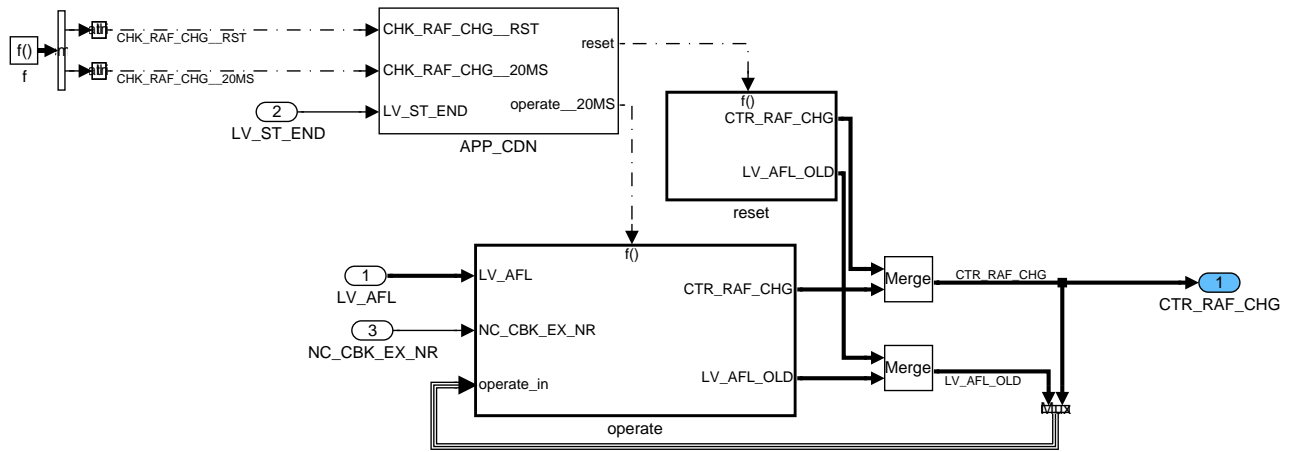 f()
f
CHK_RAF_CHG__RST
CHK_RAF_CHG__20MS
2
LV_ST_END
CHK_RAF_CHG__RST
CHK_RAF_CHG__20MS
LV_ST_END
reset
operate__20MS
APP_CDN
f()
CTR_RAF_CHG
LV_AFL_OLD
reset
1
LV_AFL
3
NC_CBK_EX_NR
f()
LV_AFL
NC_CBK_EX_NR
operate_in
CTR_RAF_CHG
LV_AFL_OLD
operate
Merge
CTR_RAF_CHG
Merge
LV_AFL_OLD
Mux
1
CTR_RAF_CHG